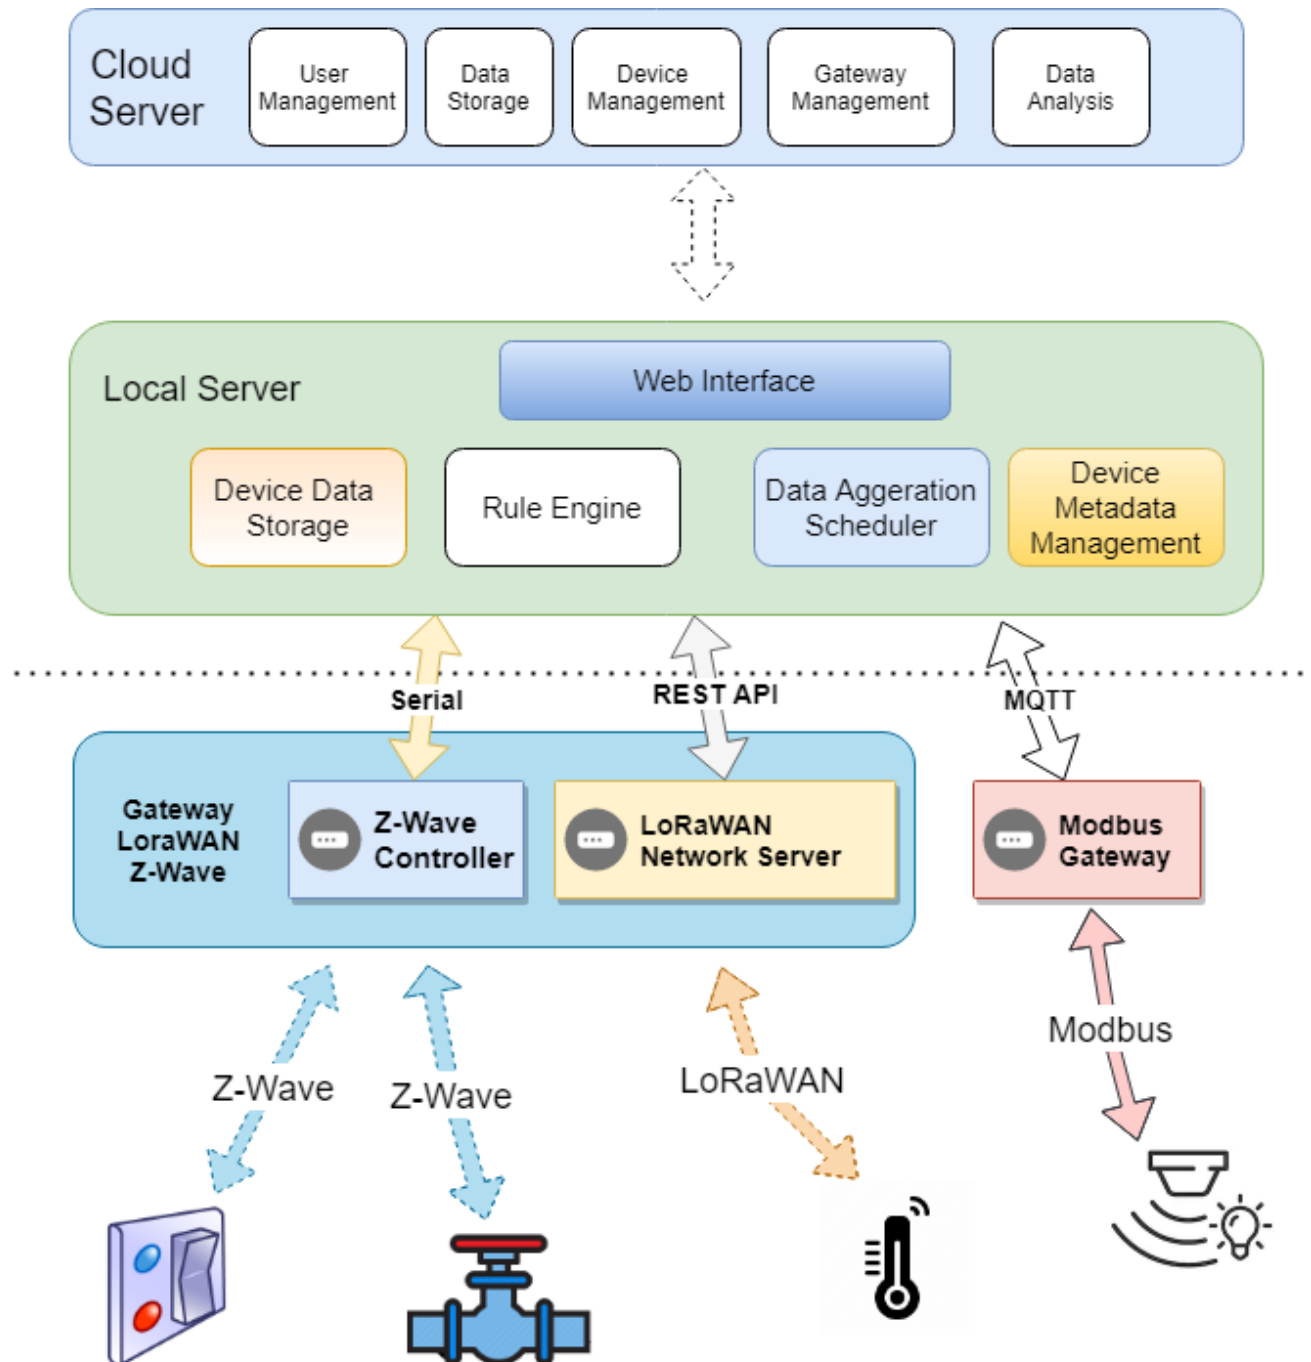 Cloud
Server
User
Management
Data
Storage
Device
Management
Gateway
Management
Data
Analysis
Local Server
Web Interface
Device Data
Storage
Rule Engine
Data Aggeration
Scheduler
Device
Metadata
Management
Serial
REST API
MQTT
Gateway
LoraWAN
Z-Wave
Z-Wave
Controller
LoRaWAN
Network Server
Modbus
Gateway
Z-Wave
Z-Wave
LoRaWAN
Modbus